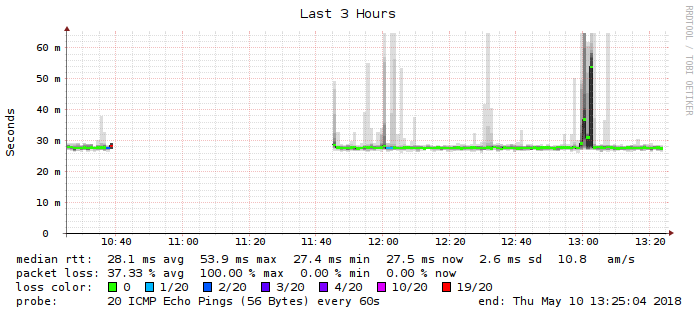 Last 3 Hours
RRDTOOL / TOBI OETIKER
Seconds
60 m
50 m
40 m
30 m
20 m
10 m
0
10:40 11:00 11:20 11:40 12:00 12:20 12:40 13:00 13:20
median rtt: 28.1 ms avg 53.9 ms max 27.4 ms min 27.5 ms now 2.6 ms sd 10.8 am/s
packet loss: 37.33 % avg 100.00 % max 0.00 % min 0.00 % now
loss color: 0 1/20 2/20 3/20 4/20 10/20 19/20
probe: 20 ICMP Echo Pings (56 Bytes) every 60s end: Thu May 10 13:25:04 2018